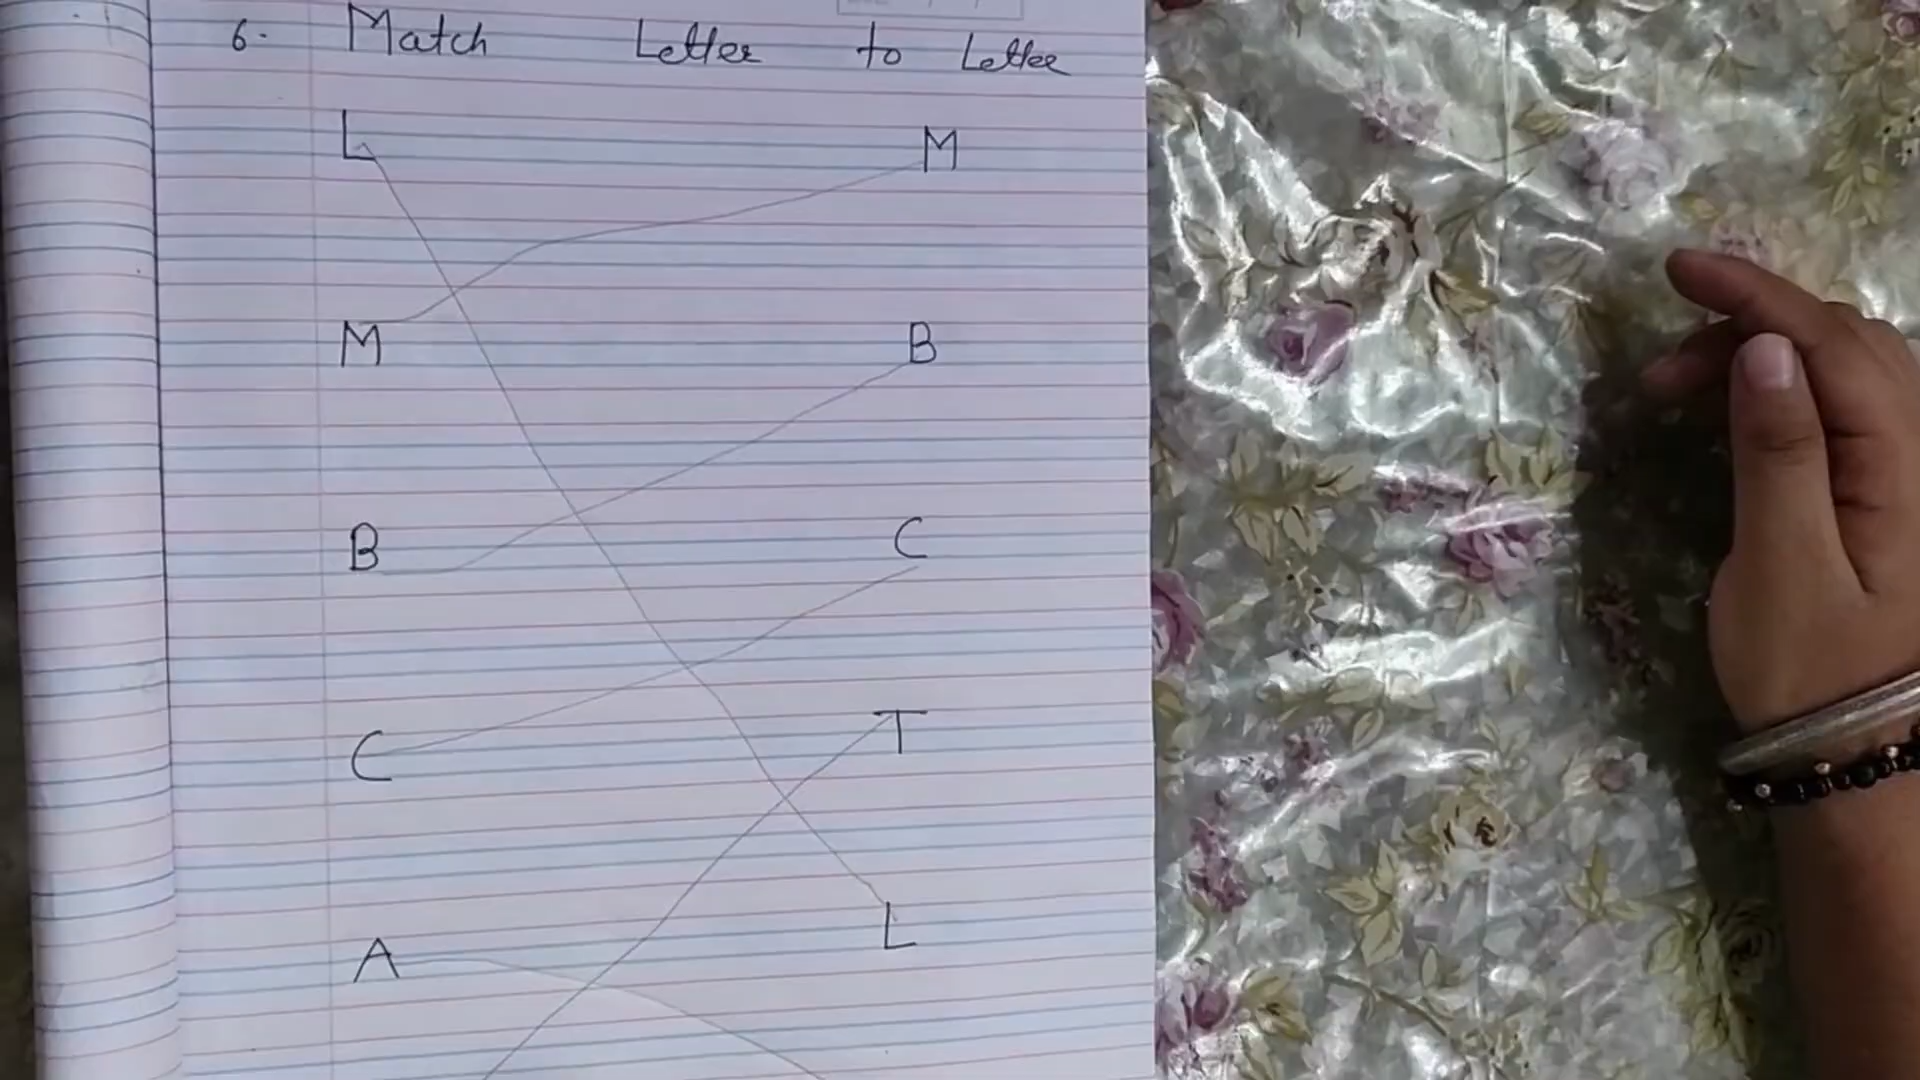 6. Match Letter to Letter
L M
M B
B C
C T
A L